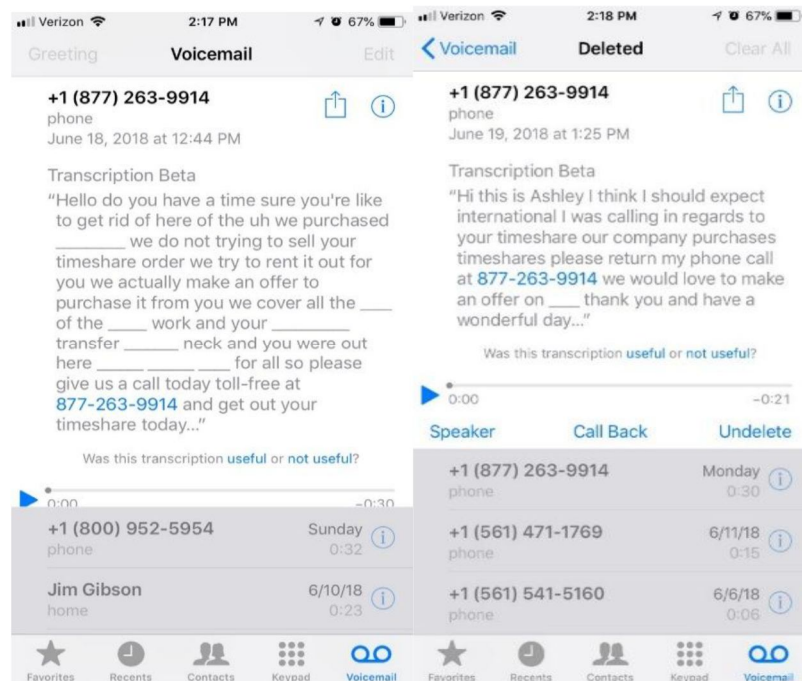 Verizon 2:17 PM 67%
Greeting Voicemail Edit
+1 (877) 263-9914
phone
June 18, 2018 at 12:44 PM
Transcription Beta
“Hello do you have a time sure you're like
to get rid of here of the uh we purchased
________ we do not trying to sell your
timeshare order we try to rent it out for
you we actually make an offer to
purchase it from you we cover all the ____
of the _____ work and your ________
transfer ______ neck and you were out
here ______ _____ ____ for all so please
give us a call today toll-free at
877-263-9914 and get out your
timeshare today...”
Was this transcription useful or not useful?
0:00 -0:30
+1 (800) 952-5954 Sunday
phone 0:32
Jim Gibson 6/10/18
home 0:23
Favorites Recents Contacts Keypad Voicemail
Verizon 2:18 PM 67%
Voicemail Deleted Clear All
+1 (877) 263-9914
phone
June 19, 2018 at 1:25 PM
Transcription Beta
“Hi this is Ashley I think I should expect
international I was calling in regards to
your timeshare our company purchases
timeshares please return my phone call
at 877-263-9914 we would love to make
an offer on ____ thank you and have a
wonderful day...”
Was this transcription useful or not useful?
0:00 -0:21
Speaker Call Back Undelete
+1 (877) 263-9914 Monday
phone 0:30
+1 (561) 471-1769 6/11/18
phone 0:15
+1 (561) 541-5160 6/6/18
phone 0:06
Favorites Recents Contacts Keypad Voicemail